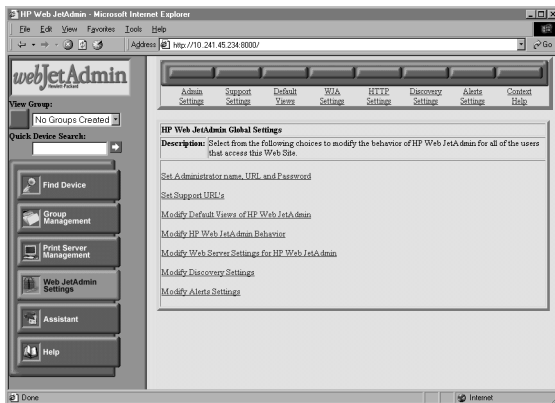 HP Web JetAdmin - Microsoft Internet Explorer
File Edit View Favorites Tools Help
Address http://10.241.45.234:8000/ Go
webJetAdmin
Hewlett-Packard
View Group:
No Groups Created
Quick Device Search:
Find Device
Group Management
Print Server Management
Web JetAdmin Settings
Assistant
Help
Admin Settings
Support Settings
Default Views
WJA Settings
HTTP Settings
Discovery Settings
Alerts Settings
Context Help
HP Web JetAdmin Global Settings
Description: Select from the following choices to modify the behavior of HP Web JetAdmin for all of the users
that access this Web Site.
Set Administrator name, URL and Password
Set Support URL's
Modify Default Views of HP Web JetAdmin
Modify HP Web JetAdmin Behavior
Modify Web Server Settings for HP Web JetAdmin
Modify Discovery Settings
Modify Alerts Settings
Done
Internet